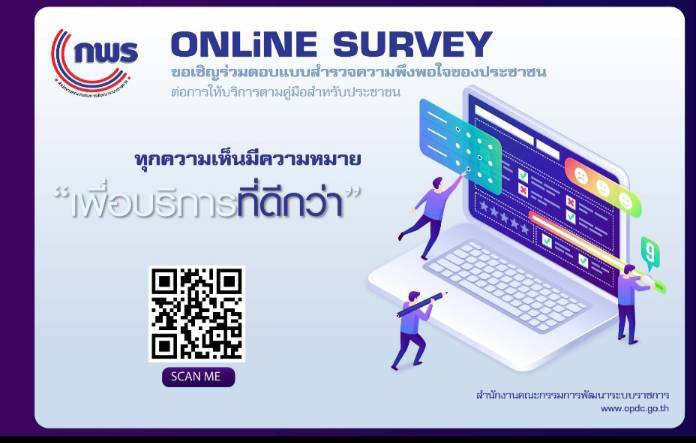 กพร
ONLiNE SURVEY
ขอเชิญร่วมตอบแบบสำรวจความพึงพอใจของประชาชน
ต่อการให้บริการตามคู่มือสำหรับประชาชน
ทุกความเห็นมีความหมาย
“เพื่อบริการที่ดีกว่า”
9
SCAN ME
สำนักงานคณะกรรมการพัฒนาระบบราชการ
www.opdc.go.th